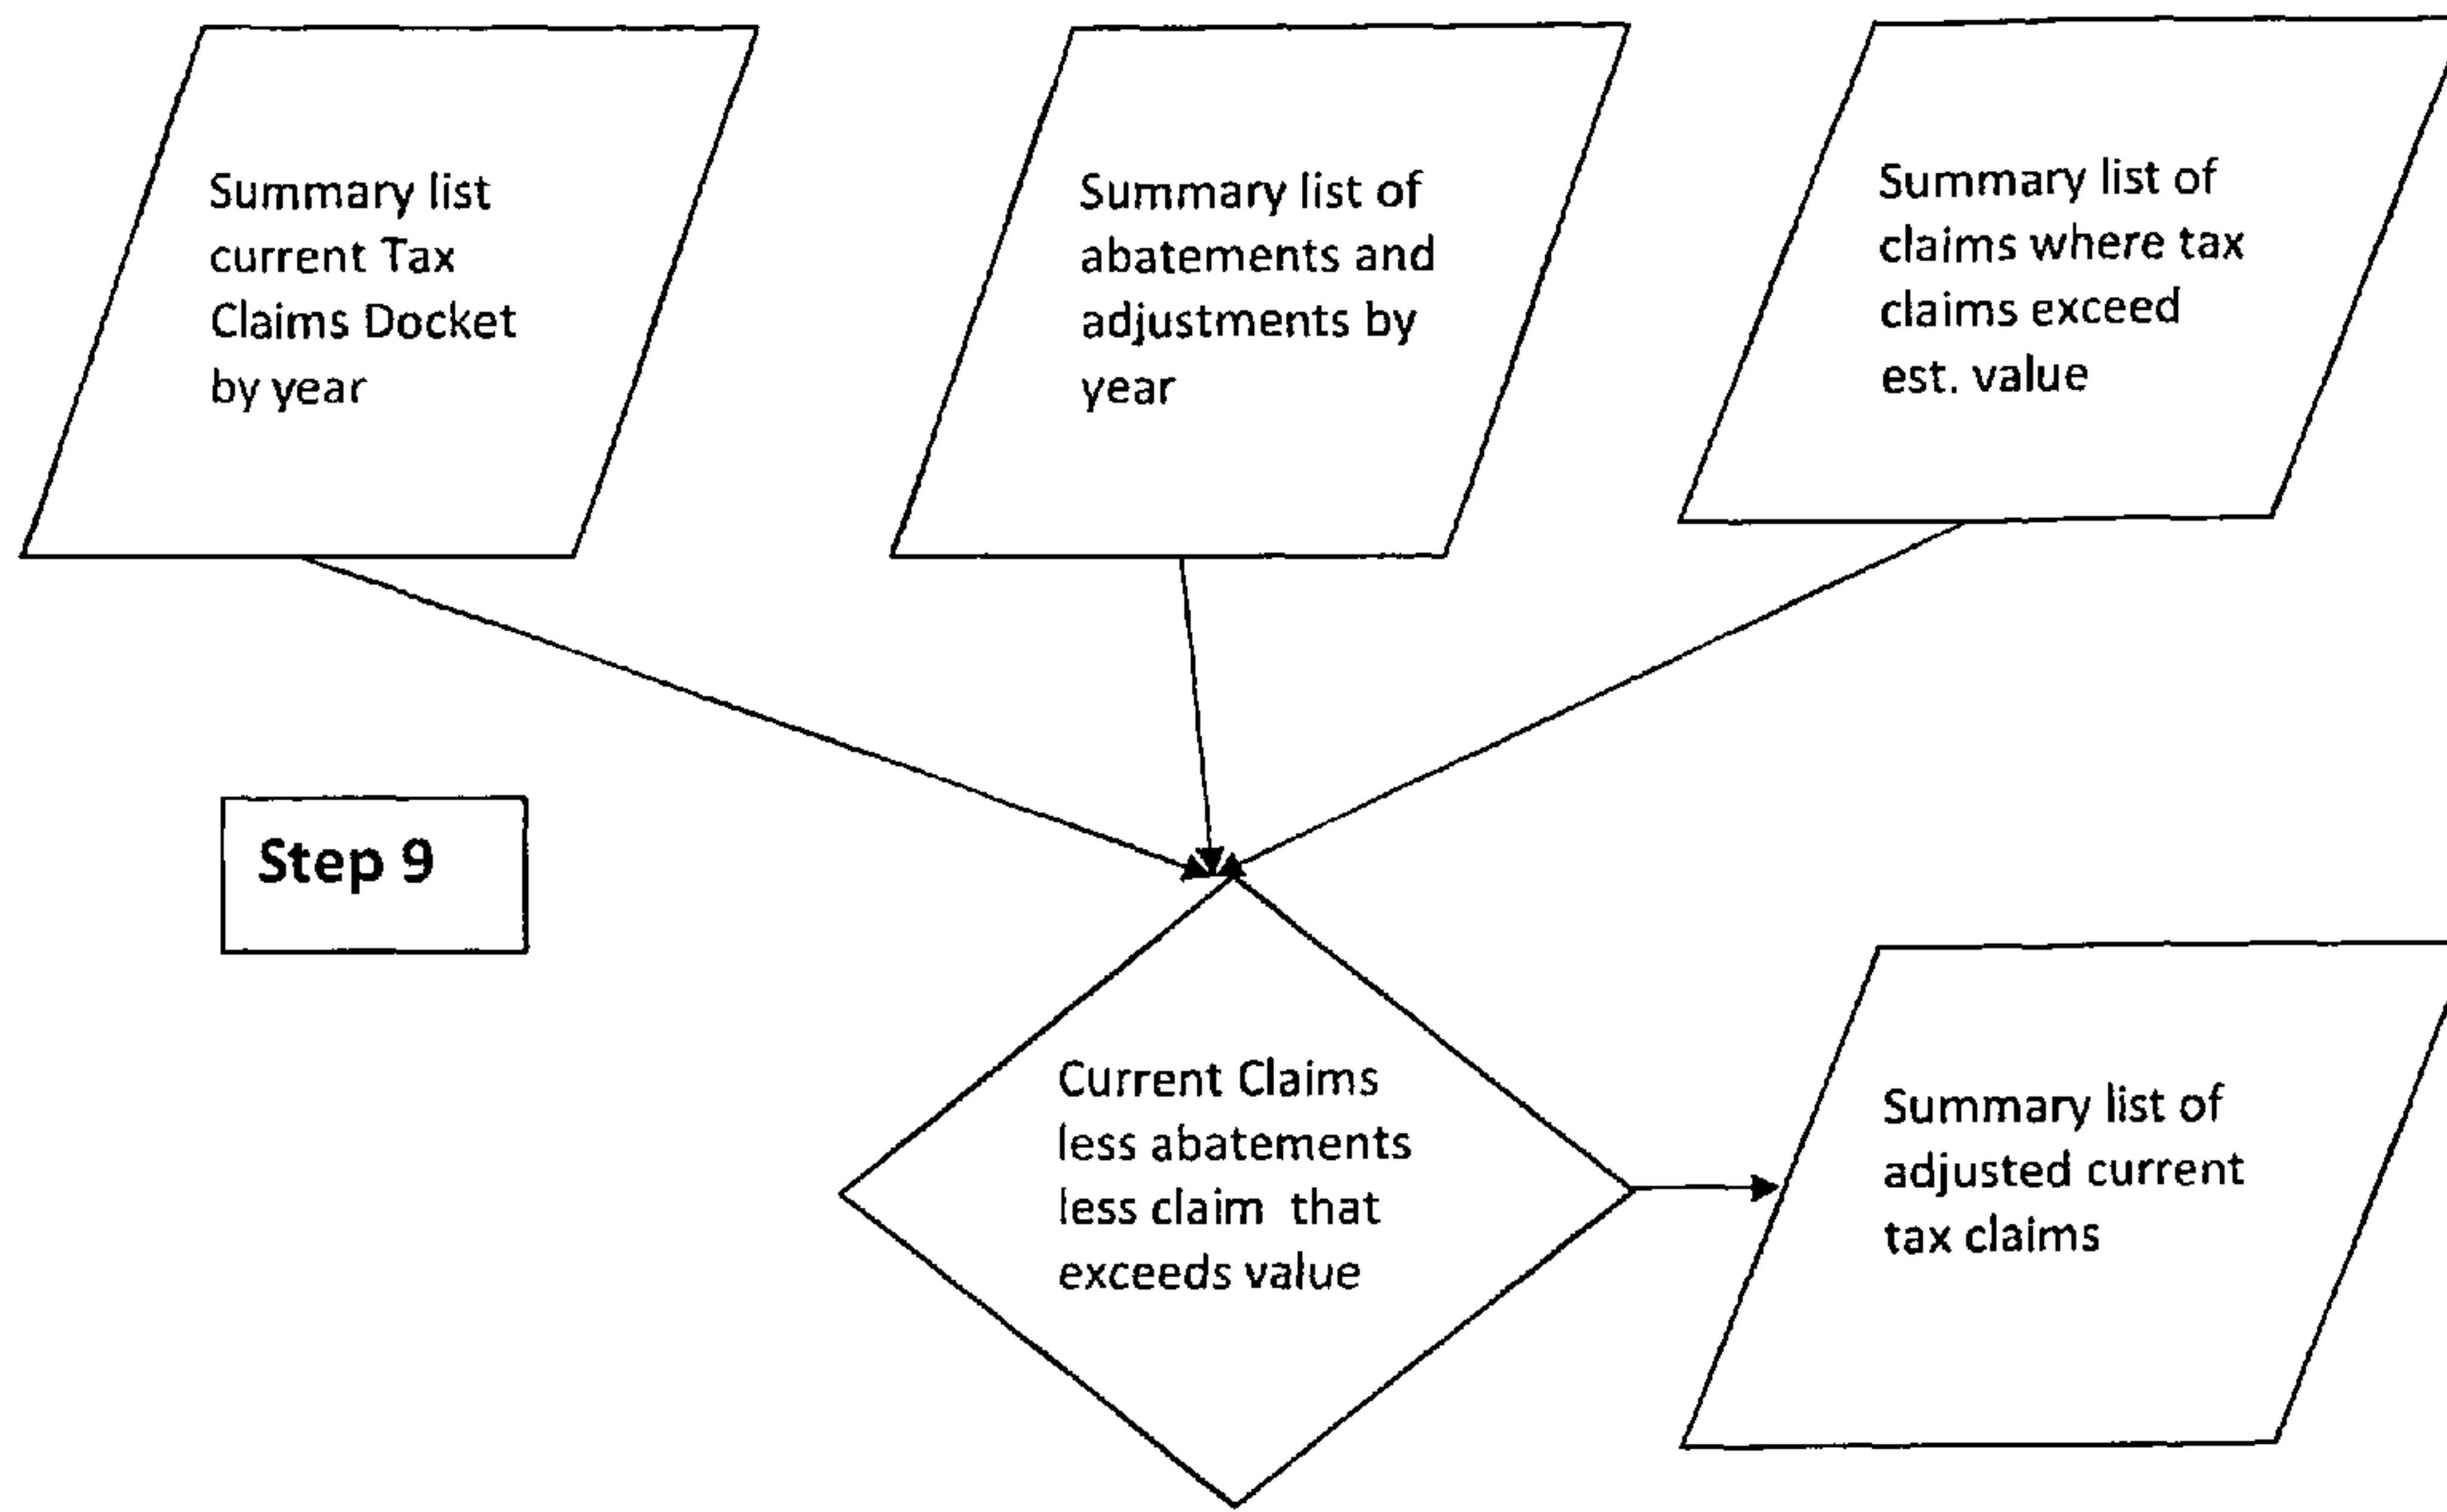 Summary list
current Tax
Claims Docket
by year
Summary list of
abatements and
adjustments by
year
Summary list of
claims where tax
claims exceed
est. value
Step 9
Current Claims
less abatements
less claim  that
exceeds value
Summary list of
adjusted current
tax claims